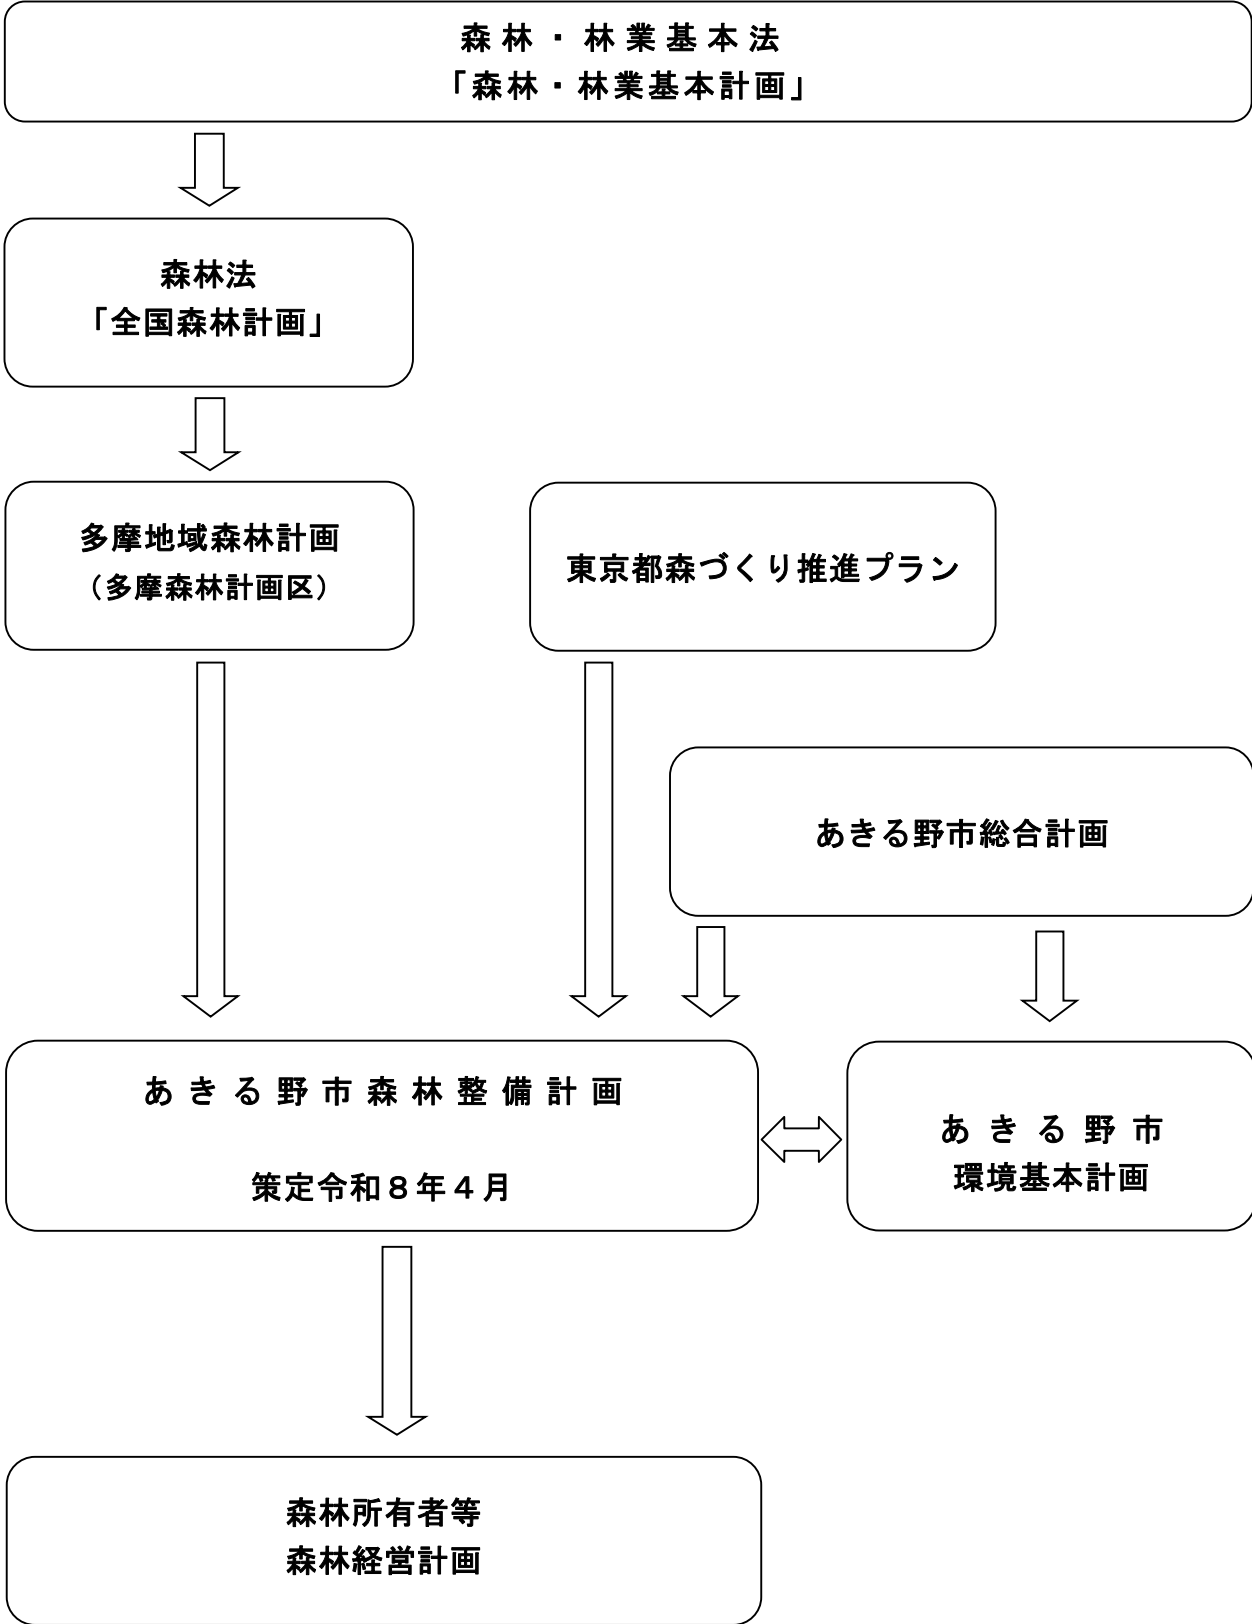 森林・林業基本法
「森林・林業基本計画」
森林法
「全国森林計画」
多摩地域森林計画
（多摩森林計画区）
東京都森づくり推進プラン
あきる野市総合計画
あきる野市森林整備計画
策定令和８年４月
あきる野市
環境基本計画
森林所有者等
森林経営計画